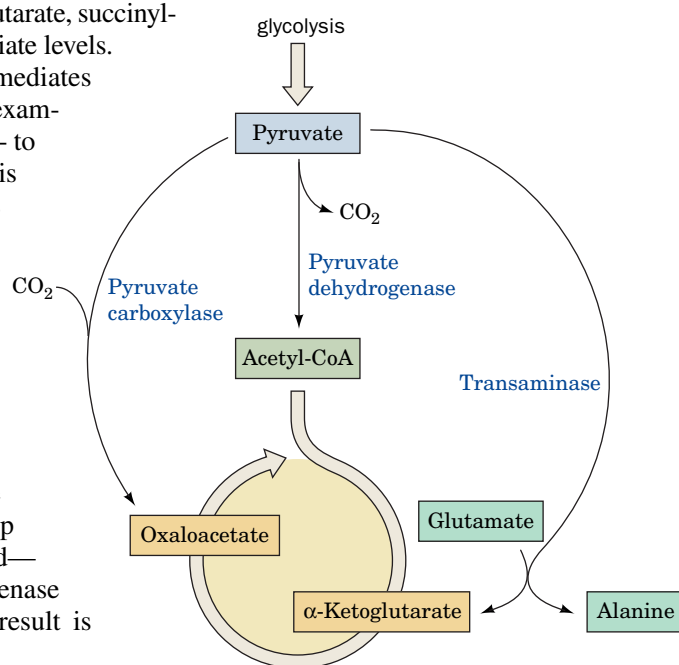 utarate, succinyl-
iate levels.
mediates
exam-
- to
is
p
d—
enase
result is
glycolysis
Pyruvate
CO₂
Pyruvate
dehydrogenase
CO₂
Pyruvate
carboxylase
Acetyl-CoA
Transaminase
Oxaloacetate
Glutamate
α-Ketoglutarate
Alanine